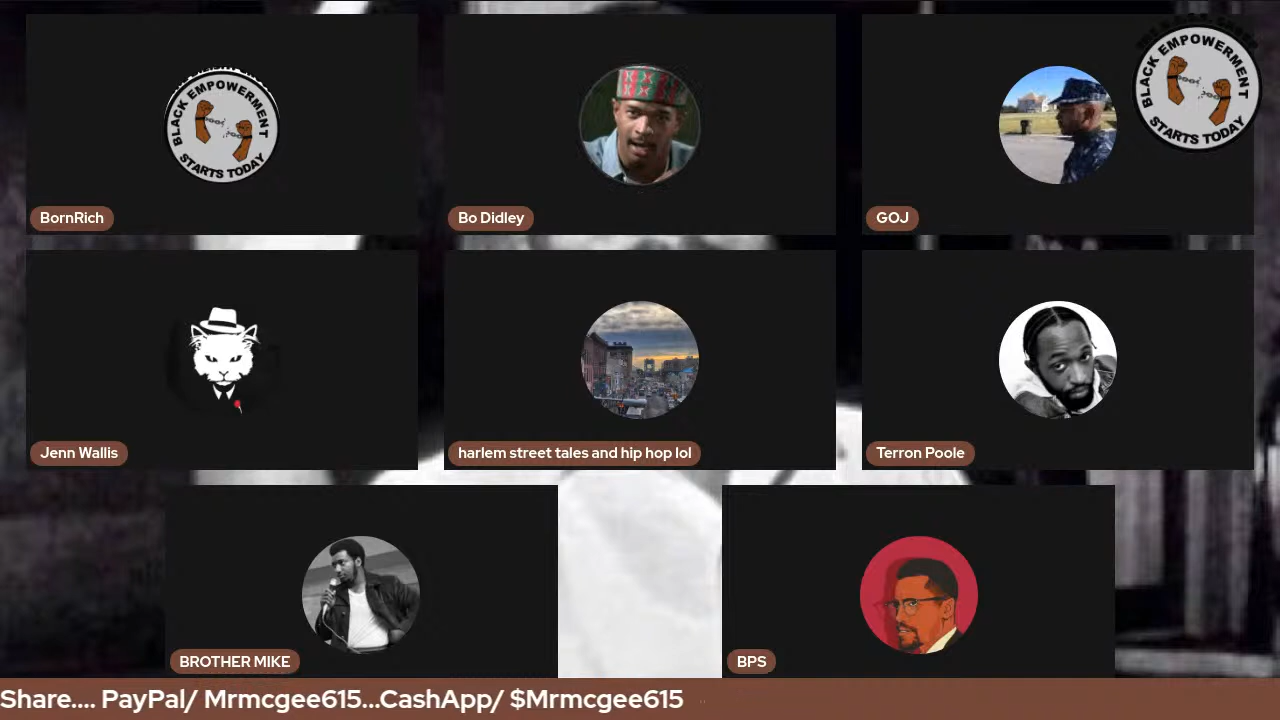 BLACK EMPOWERMENT
STARTS TODAY
BLACK EMPOWERMENT
STARTS TODAY
BornRich
Bo Didley
GOJ
Jenn Wallis
harlem street tales and hip hop lol
Terron Poole
BROTHER MIKE
BPS
Share.... PayPal/ Mrmcgee615...CashApp/ $Mrmcgee615